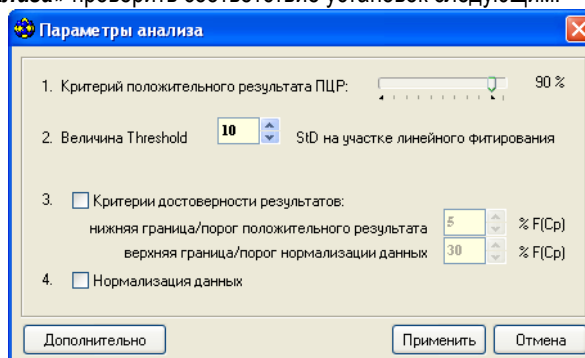 проверить соответствие установок следующим:
Параметры анализа
1. Критерий положительного результата ПЦР: 90 %
2. Величина Threshold 10 StD на участке линейного фитирования
3. Критерии достоверности результатов:
нижняя граница/порог положительного результата 5 % F(Cp)
верхняя граница/порог нормализации данных 30 % F(Cp)
4. Нормализация данных
Дополнительно Применить Отмена